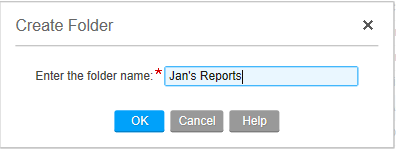 Create Folder
Enter the folder name:* Jan's Reports
OK Cancel Help